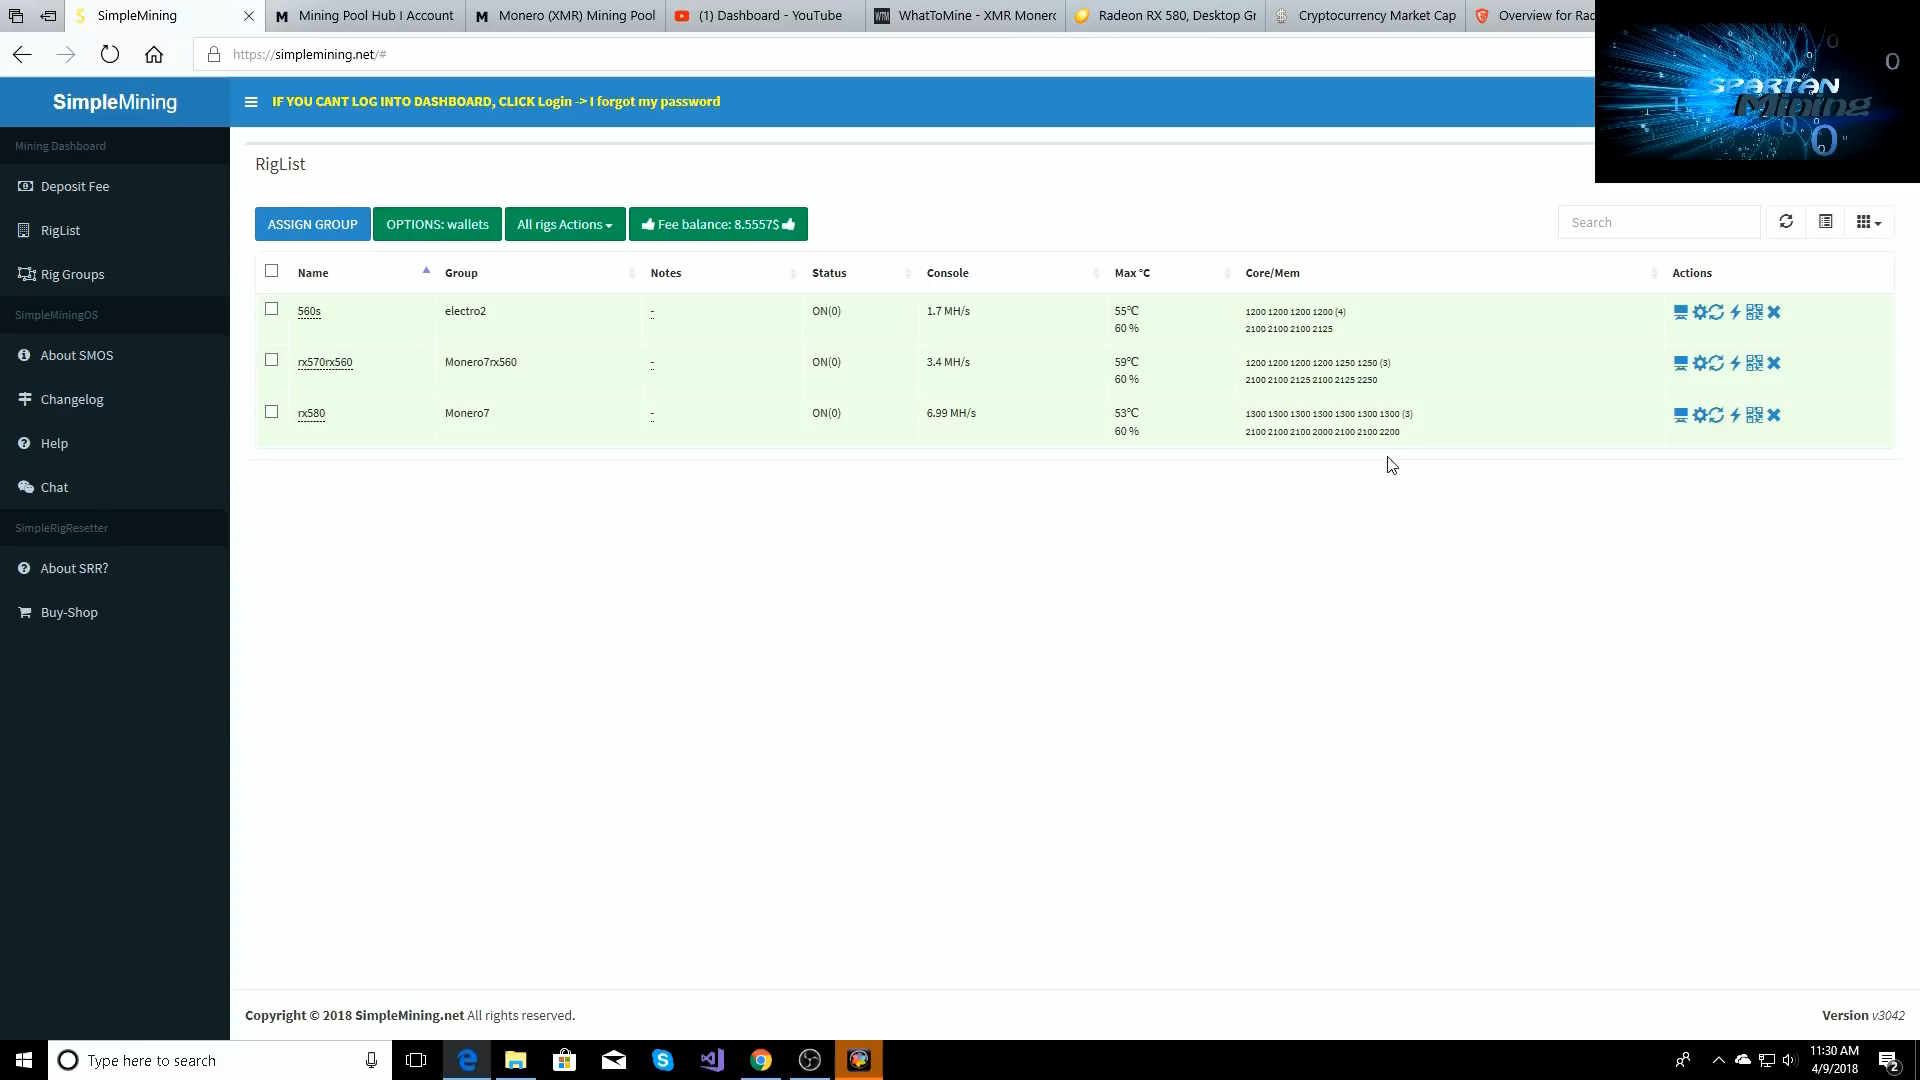 SimpleMining
Mining Pool Hub I Account
Monero (XMR) Mining Pool
(1) Dashboard - YouTube
WhatToMine - XMR Monero
Radeon RX 580, Desktop Gr
Cryptocurrency Market Cap
Overview for Rad
https://simplemining.net/#
SPARTAN
Mining
SimpleMining
IF YOU CANT LOG INTO DASHBOARD, CLICK Login -> I forgot my password
Mining Dashboard
Deposit Fee
RigList
Rig Groups
SimpleMiningOS
About SMOS
Changelog
Help
Chat
SimpleRigResetter
About SRR?
Buy-Shop
RigList
ASSIGN GROUP
OPTIONS: wallets
All rigs Actions
Fee balance: 8.5557$
Search
Name Group Notes Status Console Max °C Core/Mem Actions
560s electro2 - ON(0) 1.7 MH/s 55°C 1200 1200 1200 1200 (4)
60 % 2100 2100 2100 2125
rx570rx560 Monero7rx560 - ON(0) 3.4 MH/s 59°C 1200 1200 1200 1200 1250 1250 (3)
60 % 2100 2100 2125 2100 2125 2250
rx580 Monero7 - ON(0) 6.99 MH/s 53°C 1300 1300 1300 1300 1300 1300 1300 (3)
60 % 2100 2100 2100 2000 2100 2100 2200
Copyright © 2018 SimpleMining.net All rights reserved.
Version v3042
Type here to search
11:30 AM
4/9/2018
2